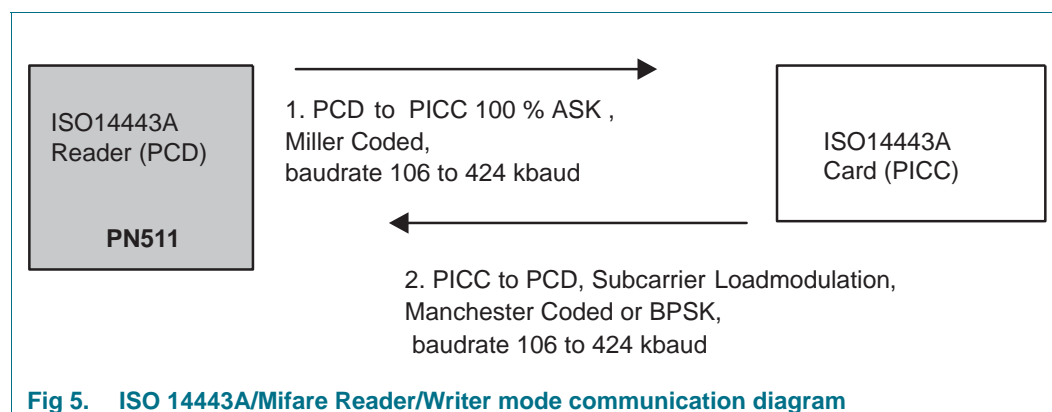 ISO14443A
Reader (PCD)
PN511
1. PCD to PICC 100 % ASK ,
Miller Coded,
baudrate 106 to 424 kbaud
ISO14443A
Card (PICC)
2. PICC to PCD, Subcarrier Loadmodulation,
Manchester Coded or BPSK,
baudrate 106 to 424 kbaud
Fig 5. ISO 14443A/Mifare Reader/Writer mode communication diagram